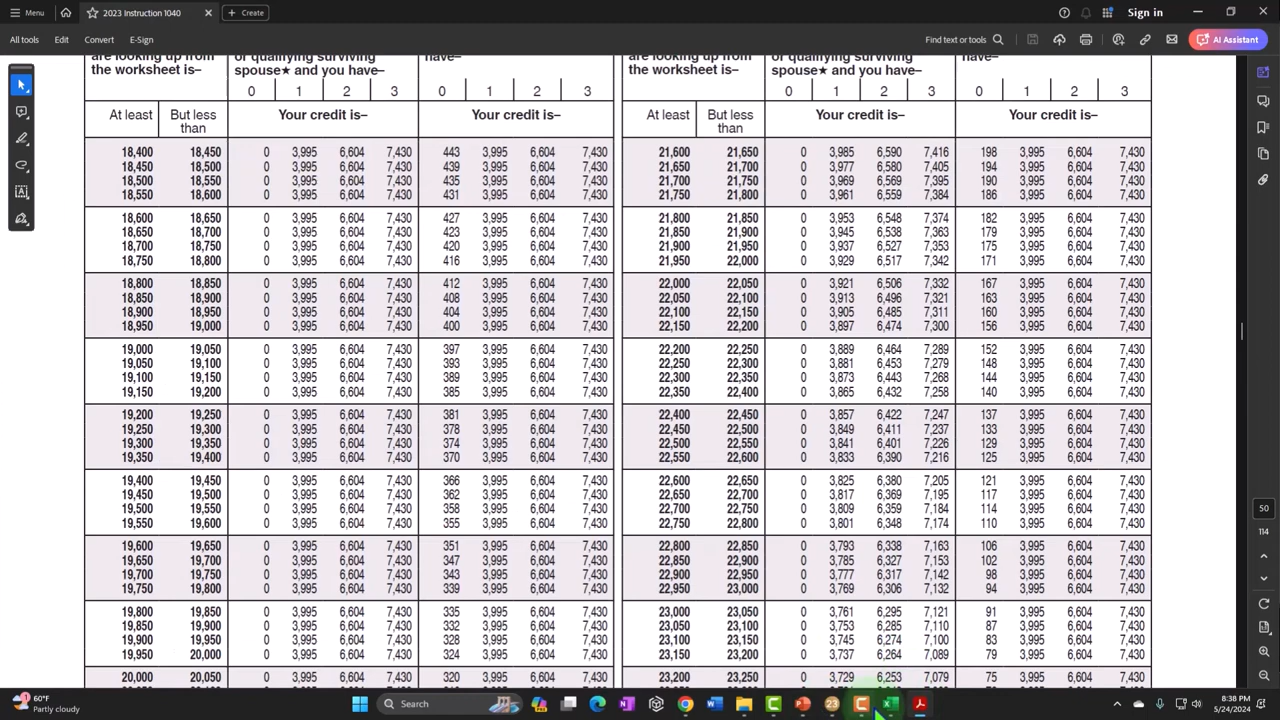 Menu
2023 Instruction 1040
Create
Sign in
All tools Edit Convert E-Sign
Find text or tools
AI Assistant
are looking up from or qualifying surviving have– are looking up from or qualifying surviving have–
the worksheet is– spouse★ and you have– the worksheet is– spouse★ and you have–
0 1 2 3 0 1 2 3 0 1 2 3 0 1 2 3
At least But less than Your credit is– Your credit is– At least But less than Your credit is– Your credit is–
18,400 18,450 0 3,995 6,604 7,430 443 3,995 6,604 7,430 21,600 21,650 0 3,985 6,590 7,416 198 3,995 6,604 7,430
18,450 18,500 0 3,995 6,604 7,430 439 3,995 6,604 7,430 21,650 21,700 0 3,977 6,580 7,405 194 3,995 6,604 7,430
18,500 18,550 0 3,995 6,604 7,430 435 3,995 6,604 7,430 21,700 21,750 0 3,969 6,569 7,395 190 3,995 6,604 7,430
18,550 18,600 0 3,995 6,604 7,430 431 3,995 6,604 7,430 21,750 21,800 0 3,961 6,559 7,384 186 3,995 6,604 7,430
18,600 18,650 0 3,995 6,604 7,430 427 3,995 6,604 7,430 21,800 21,850 0 3,953 6,548 7,374 182 3,995 6,604 7,430
18,650 18,700 0 3,995 6,604 7,430 423 3,995 6,604 7,430 21,850 21,900 0 3,945 6,538 7,363 179 3,995 6,604 7,430
18,700 18,750 0 3,995 6,604 7,430 420 3,995 6,604 7,430 21,900 21,950 0 3,937 6,527 7,353 175 3,995 6,604 7,430
18,750 18,800 0 3,995 6,604 7,430 416 3,995 6,604 7,430 21,950 22,000 0 3,929 6,517 7,342 171 3,995 6,604 7,430
18,800 18,850 0 3,995 6,604 7,430 412 3,995 6,604 7,430 22,000 22,050 0 3,921 6,506 7,332 167 3,995 6,604 7,430
18,850 18,900 0 3,995 6,604 7,430 408 3,995 6,604 7,430 22,050 22,100 0 3,913 6,496 7,321 163 3,995 6,604 7,430
18,900 18,950 0 3,995 6,604 7,430 404 3,995 6,604 7,430 22,100 22,150 0 3,905 6,485 7,311 160 3,995 6,604 7,430
18,950 19,000 0 3,995 6,604 7,430 400 3,995 6,604 7,430 22,150 22,200 0 3,897 6,474 7,300 156 3,995 6,604 7,430
19,000 19,050 0 3,995 6,604 7,430 397 3,995 6,604 7,430 22,200 22,250 0 3,889 6,464 7,289 152 3,995 6,604 7,430
19,050 19,100 0 3,995 6,604 7,430 393 3,995 6,604 7,430 22,250 22,300 0 3,881 6,453 7,279 148 3,995 6,604 7,430
19,100 19,150 0 3,995 6,604 7,430 389 3,995 6,604 7,430 22,300 22,350 0 3,873 6,443 7,268 144 3,995 6,604 7,430
19,150 19,200 0 3,995 6,604 7,430 385 3,995 6,604 7,430 22,350 22,400 0 3,865 6,432 7,258 140 3,995 6,604 7,430
19,200 19,250 0 3,995 6,604 7,430 381 3,995 6,604 7,430 22,400 22,450 0 3,857 6,422 7,247 137 3,995 6,604 7,430
19,250 19,300 0 3,995 6,604 7,430 378 3,995 6,604 7,430 22,450 22,500 0 3,849 6,411 7,237 133 3,995 6,604 7,430
19,300 19,350 0 3,995 6,604 7,430 374 3,995 6,604 7,430 22,500 22,550 0 3,841 6,401 7,226 129 3,995 6,604 7,430
19,350 19,400 0 3,995 6,604 7,430 370 3,995 6,604 7,430 22,550 22,600 0 3,833 6,390 7,216 125 3,995 6,604 7,430
19,400 19,450 0 3,995 6,604 7,430 366 3,995 6,604 7,430 22,600 22,650 0 3,825 6,380 7,205 121 3,995 6,604 7,430
19,450 19,500 0 3,995 6,604 7,430 362 3,995 6,604 7,430 22,650 22,700 0 3,817 6,369 7,195 117 3,995 6,604 7,430
19,500 19,550 0 3,995 6,604 7,430 358 3,995 6,604 7,430 22,700 22,750 0 3,809 6,359 7,184 114 3,995 6,604 7,430
19,550 19,600 0 3,995 6,604 7,430 355 3,995 6,604 7,430 22,750 22,800 0 3,801 6,348 7,174 110 3,995 6,604 7,430
19,600 19,650 0 3,995 6,604 7,430 351 3,995 6,604 7,430 22,800 22,850 0 3,793 6,338 7,163 106 3,995 6,604 7,430
19,650 19,700 0 3,995 6,604 7,430 347 3,995 6,604 7,430 22,850 22,900 0 3,785 6,327 7,153 102 3,995 6,604 7,430
19,700 19,750 0 3,995 6,604 7,430 343 3,995 6,604 7,430 22,900 22,950 0 3,777 6,317 7,142 98 3,995 6,604 7,430
19,750 19,800 0 3,995 6,604 7,430 339 3,995 6,604 7,430 22,950 23,000 0 3,769 6,306 7,132 94 3,995 6,604 7,430
19,800 19,850 0 3,995 6,604 7,430 335 3,995 6,604 7,430 23,000 23,050 0 3,761 6,295 7,121 91 3,995 6,604 7,430
19,850 19,900 0 3,995 6,604 7,430 332 3,995 6,604 7,430 23,050 23,100 0 3,753 6,285 7,110 87 3,995 6,604 7,430
19,900 19,950 0 3,995 6,604 7,430 328 3,995 6,604 7,430 23,100 23,150 0 3,745 6,274 7,100 83 3,995 6,604 7,430
19,950 20,000 0 3,995 6,604 7,430 324 3,995 6,604 7,430 23,150 23,200 0 3,737 6,264 7,089 79 3,995 6,604 7,430
20,000 20,050 0 3,995 6,604 7,430 320 3,995 6,604 7,430 23,200 23,250 0 3,729 6,253 7,079 75 3,995 6,604 7,430
50
114
60°F
Partly cloudy
Search
23
8:38 PM
5/24/2024